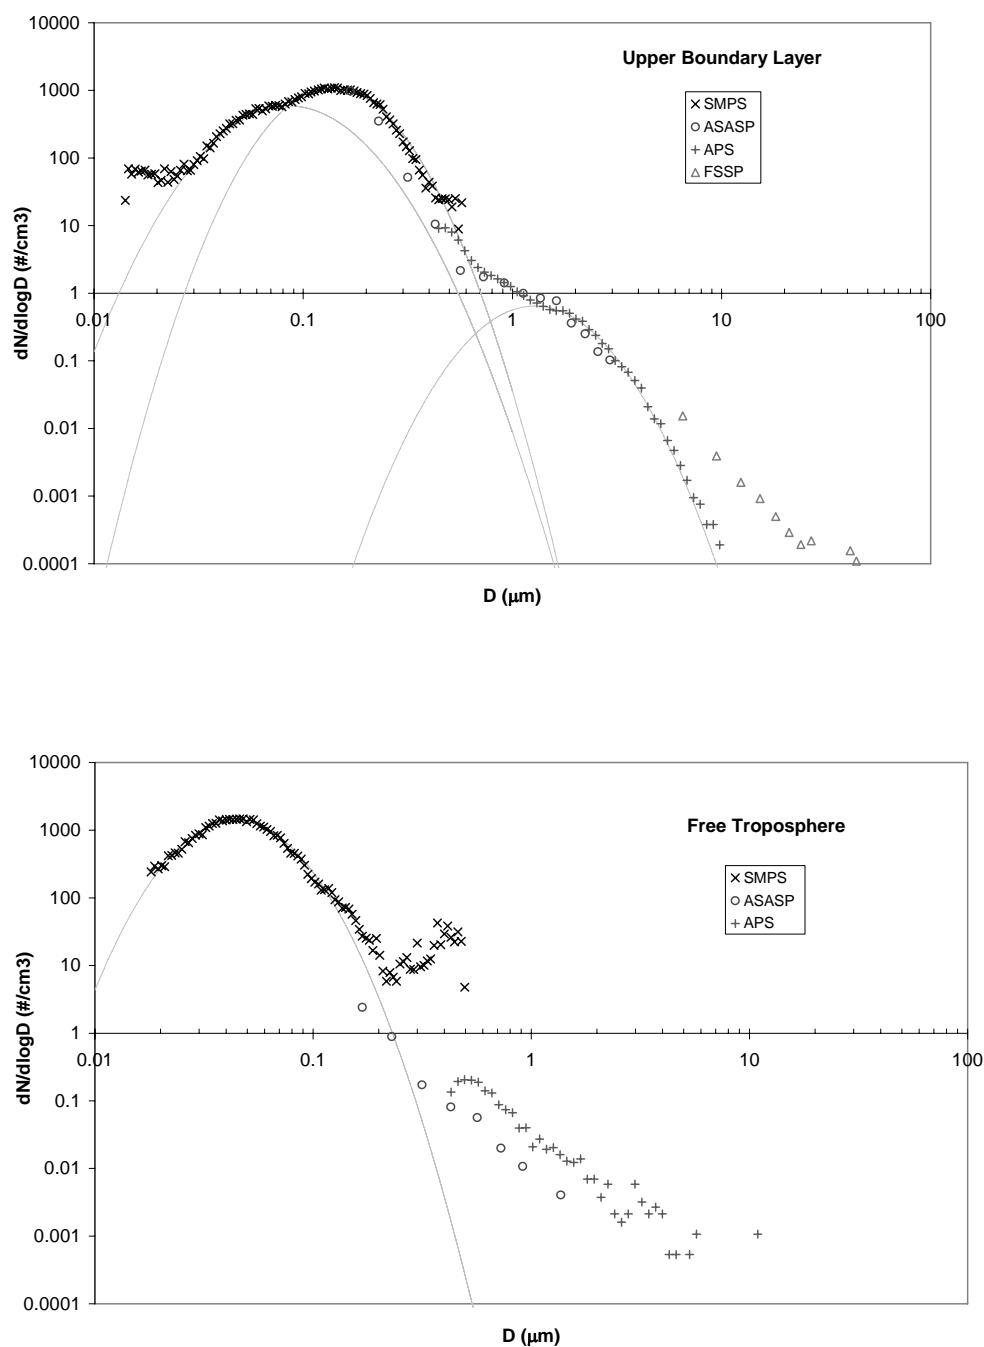 10000
Upper Boundary Layer
1000
SMPS
ASASP
APS
FSSP
100
10
1
0.01 0.1 1 10 100
0.1
0.01
0.001
0.0001
dN/dlogD (#/cm3)
D (µm)
10000
Free Troposphere
1000
SMPS
ASASP
APS
100
10
1
0.01 0.1 1 10 100
0.1
0.01
0.001
0.0001
dN/dlogD (#/cm3)
D (µm)